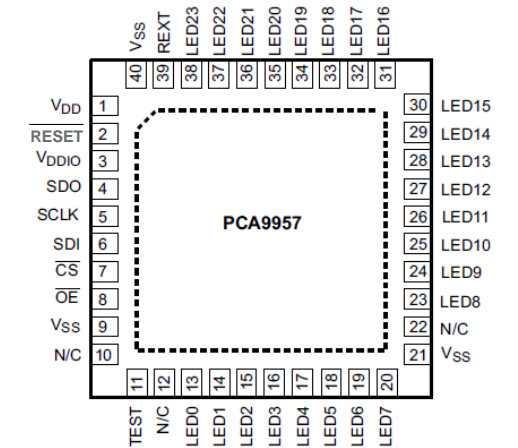 VSS
REXT
LED23
LED22
LED21
LED20
LED19
LED18
LED17
LED16
40
39
38
37
36
35
34
33
32
31
VDD 1
RESET 2
VDDIO 3
SDO 4
SCLK 5
SDI 6
CS 7
OE 8
VSS 9
N/C 10
PCA9957
30 LED15
29 LED14
28 LED13
27 LED12
26 LED11
25 LED10
24 LED9
23 LED8
22 N/C
21 VSS
11
12
13
14
15
16
17
18
19
20
TEST
N/C
LED0
LED1
LED2
LED3
LED4
LED5
LED6
LED7